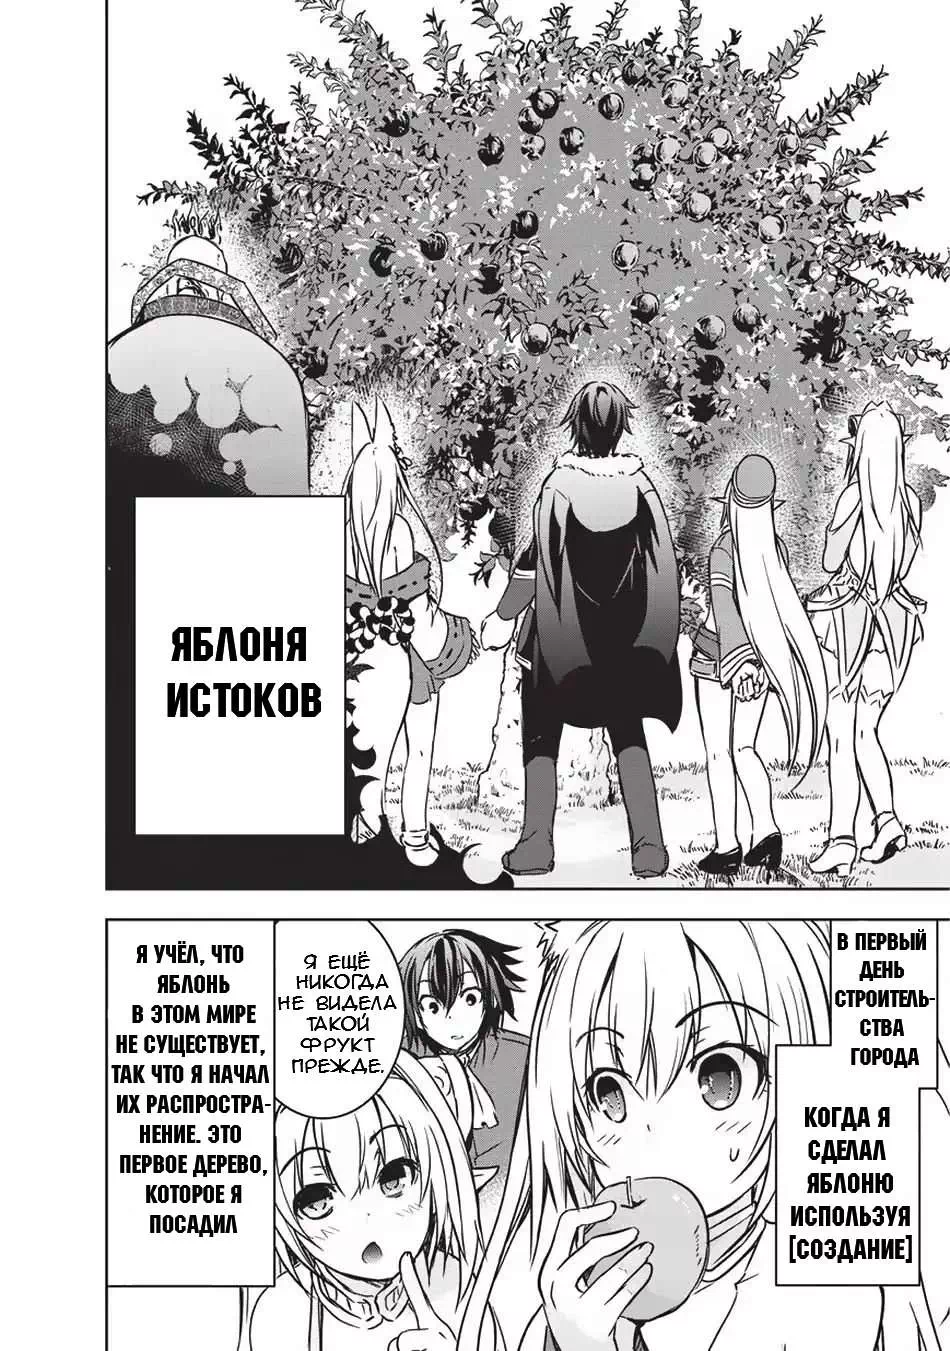 ЯБЛОНЯ
ИСТОКОВ
В ПЕРВЫЙ
ДЕНЬ
СТРОИТЕЛЬ-
СТВА
ГОРОДА
КОГДА Я
СДЕЛАЛ
ЯБЛОНЮ
ИСПОЛЬЗУЯ
[СОЗДАНИЕ]
Я ЕЩЁ
НИКОГДА
НЕ ВИДЕЛА
ТАКОЙ
ФРУКТ
ПРЕЖДЕ.
Я УЧЁЛ, ЧТО
ЯБЛОНЬ
В ЭТОМ МИРЕ
НЕ СУЩЕСТВУЕТ,
ТАК ЧТО Я НАЧАЛ
ИХ РАСПРОСТРА-
НЕНИЕ. ЭТО
ПЕРВОЕ ДЕРЕВО,
КОТОРОЕ Я
ПОСАДИЛ